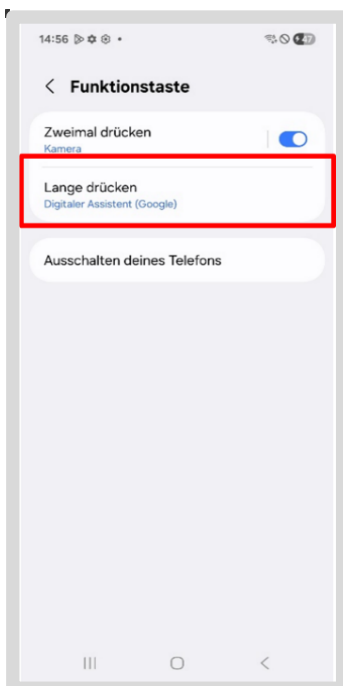 14:56
Funktionstaste
Zweimal drücken
Kamera
Lange drücken
Digitaler Assistent (Google)
Ausschalten deines Telefons